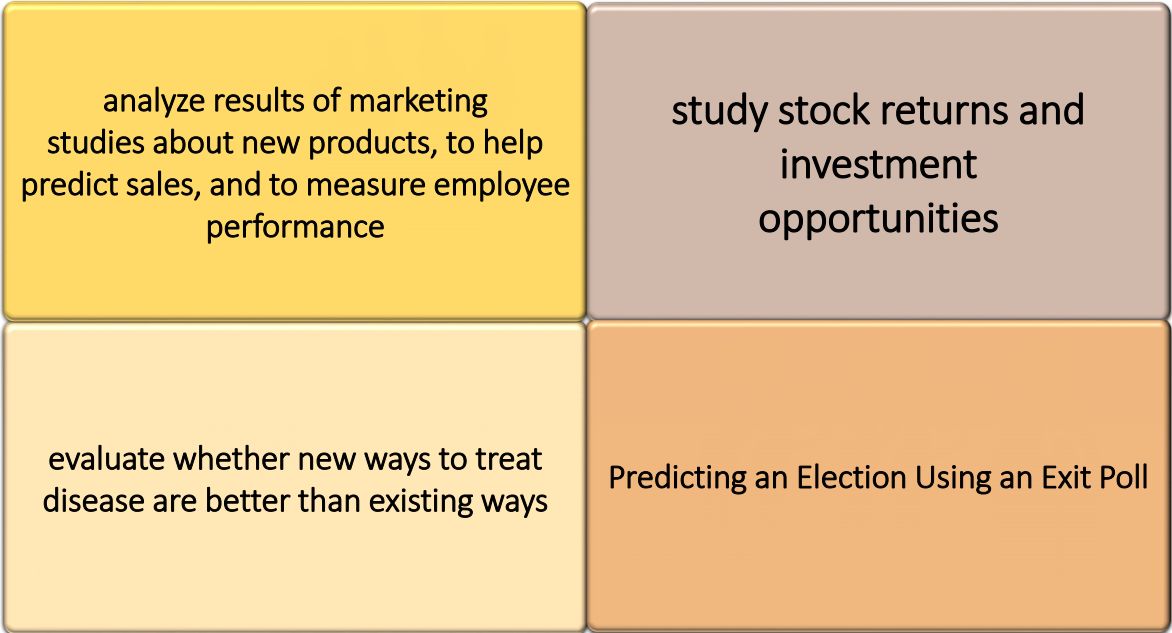 analyze results of marketing
studies about new products, to help
predict sales, and to measure employee
performance
study stock returns and
investment
opportunities
evaluate whether new ways to treat
disease are better than existing ways
Predicting an Election Using an Exit Poll